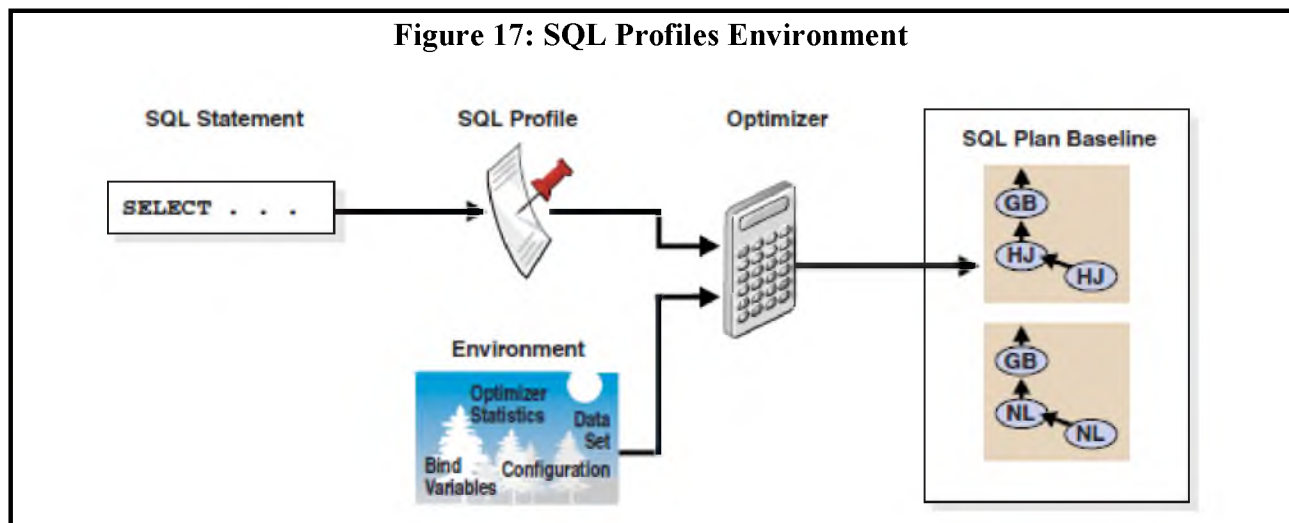 Figure 17: SQL Profiles Environment
SQL Statement
SQL Profile
Optimizer
SQL Plan Baseline
SELECT . . .
GB
HJ
HJ
Environment
Optimizer
Statistics
Data
Set
Bind
Variables
Configuration
GB
NL
NL